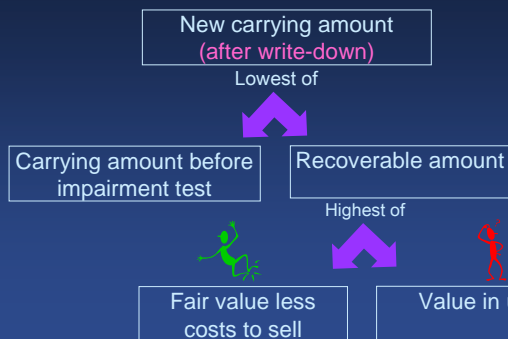 New carrying amount
(after write-down)
Lowest of
Carrying amount before
impairment test
Recoverable amount
Highest of
Fair value less
costs to sell
Value in